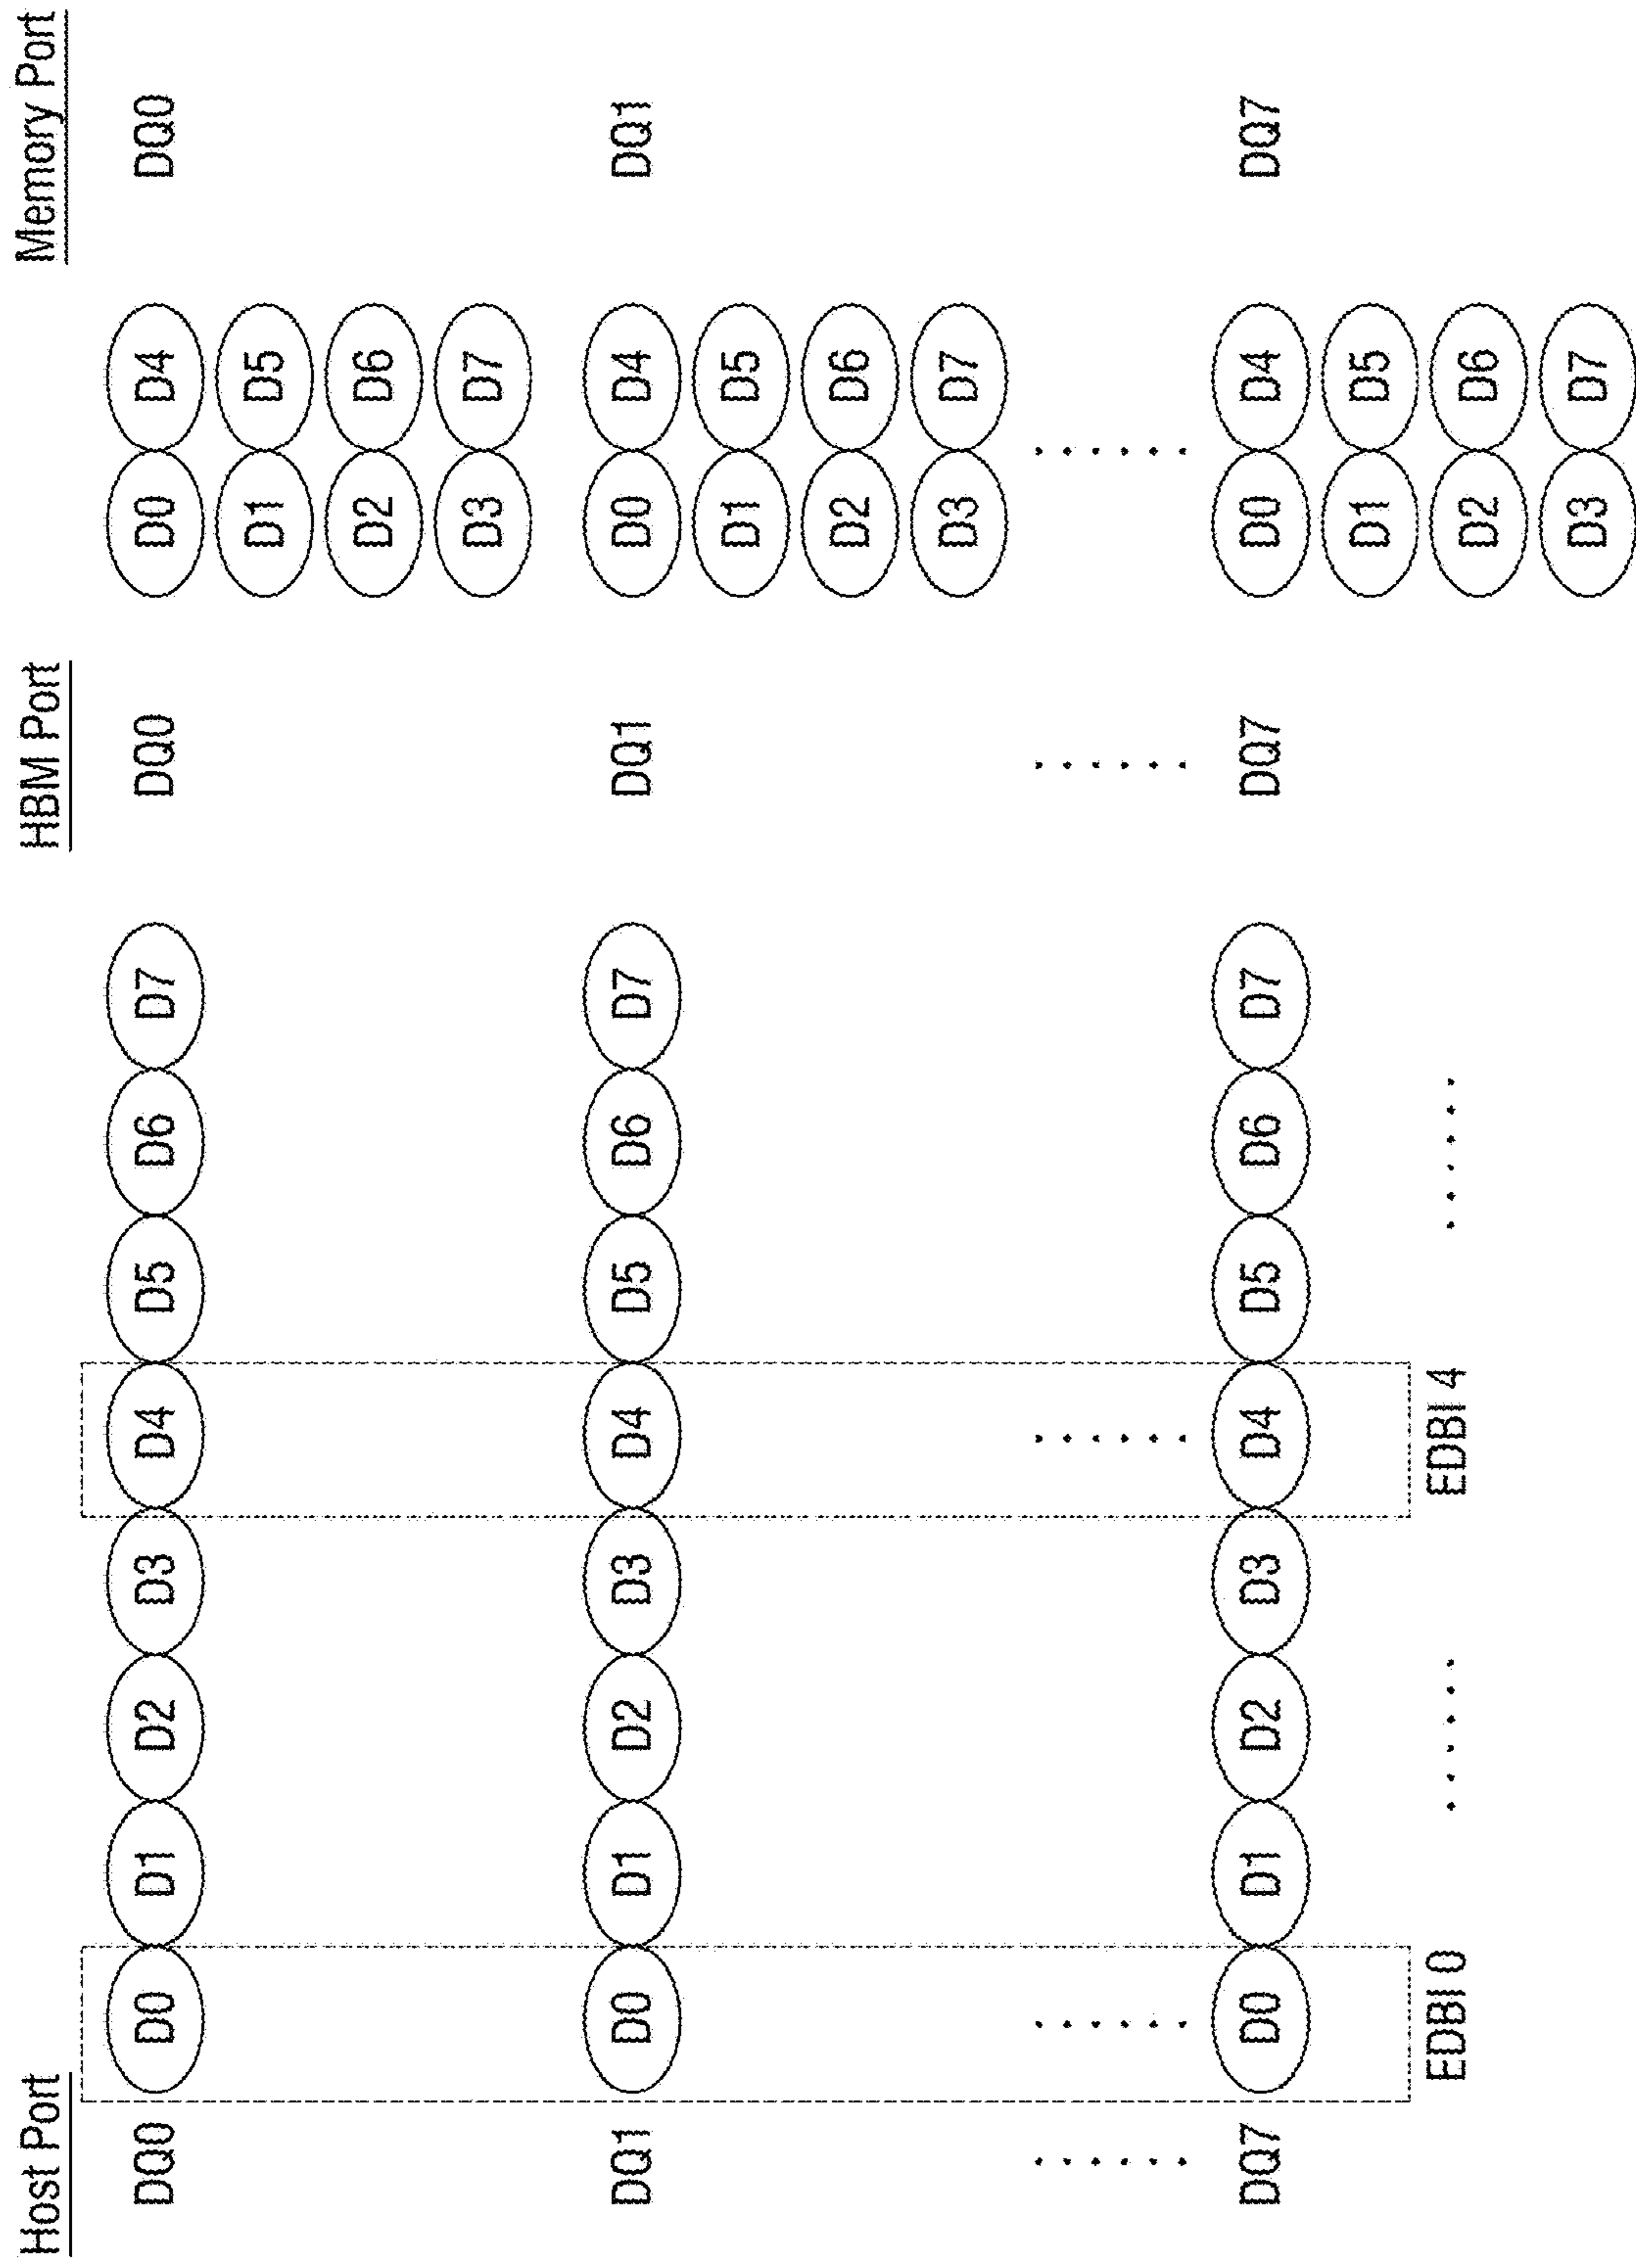 Host Port HBM Port Memory Port
DQ0 D0 D1 D2 D3 D4 D5 D6 D7 DQ0 D0 D4 DQ0
D1 D5
D2 D6
D3 D7
DQ1 D0 D1 D2 D3 D4 D5 D6 D7 DQ1 D0 D4 DQ1
D1 D5
D2 D6
D3 D7
DQ7 D0 D1 D2 D3 D4 D5 D6 D7 DQ7 D0 D4 DQ7
D1 D5
D2 D6
D3 D7
EDBI 0 EDBI 4